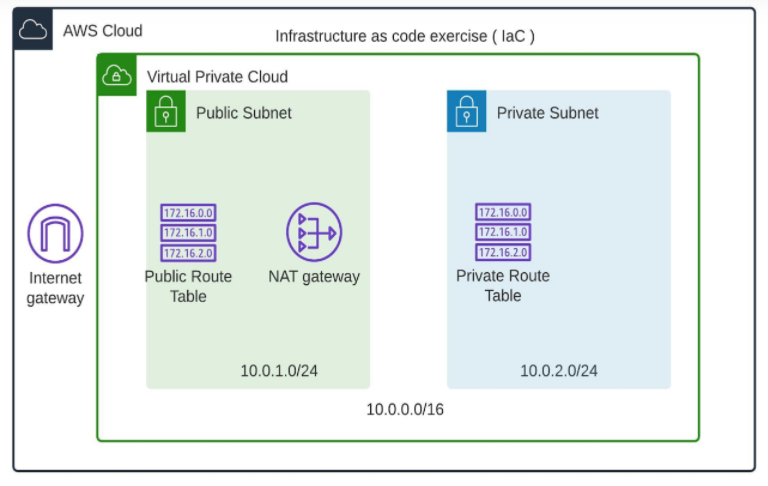 AWS Cloud
Infrastructure as code exercise ( IaC )
Virtual Private Cloud
Public Subnet
Private Subnet
172.16.0.0
172.16.1.0
172.16.2.0
Public Route
Table
NAT gateway
172.16.0.0
172.16.1.0
172.16.2.0
Private Route
Table
Internet
gateway
10.0.1.0/24
10.0.2.0/24
10.0.0.0/16